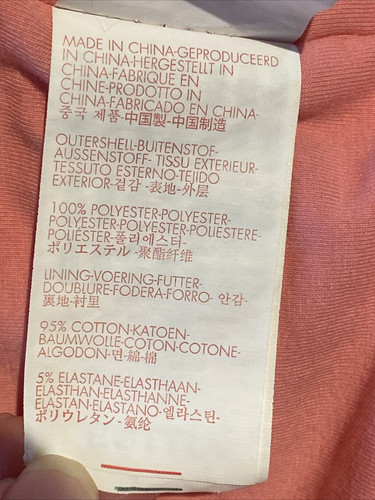 MADE IN CHINA-GEPRODUCEERD
IN CHINA-HERGESTELLT IN
CHINA-FABRIQUE EN
CHINE-PRODOTTO IN
CHINA-FABRICADO EN CHINA-
중국 제품-中国製-中国制造
OUTERSHELL-BUITENSTOF-
AUSSENSTOFF- TISSU EXTERIEUR-
TESSUTO ESTERNO-TEJIDO
EXTERIOR-겉감 -表地-外层
100% POLYESTER-POLYESTER-
POLYESTER-POLYESTER-POLIESTERE-
POLIÉSTER-폴리에스터-
ポリエステル -聚酯纤维
LINING-VOERING-FUTTER-
DOUBLURE-FODERA-FORRO- 안감-
裏地-衬里
95% COTTON-KATOEN-
BAUMWOLLE-COTON-COTONE-
ALGODON-면-綿-棉
5% ELASTANE-ELASTHAAN-
ELASTHAN-ELASTHANNE-
ELASTAN-ELASTANO-엘라스틴-
ポリウレタン -氨纶